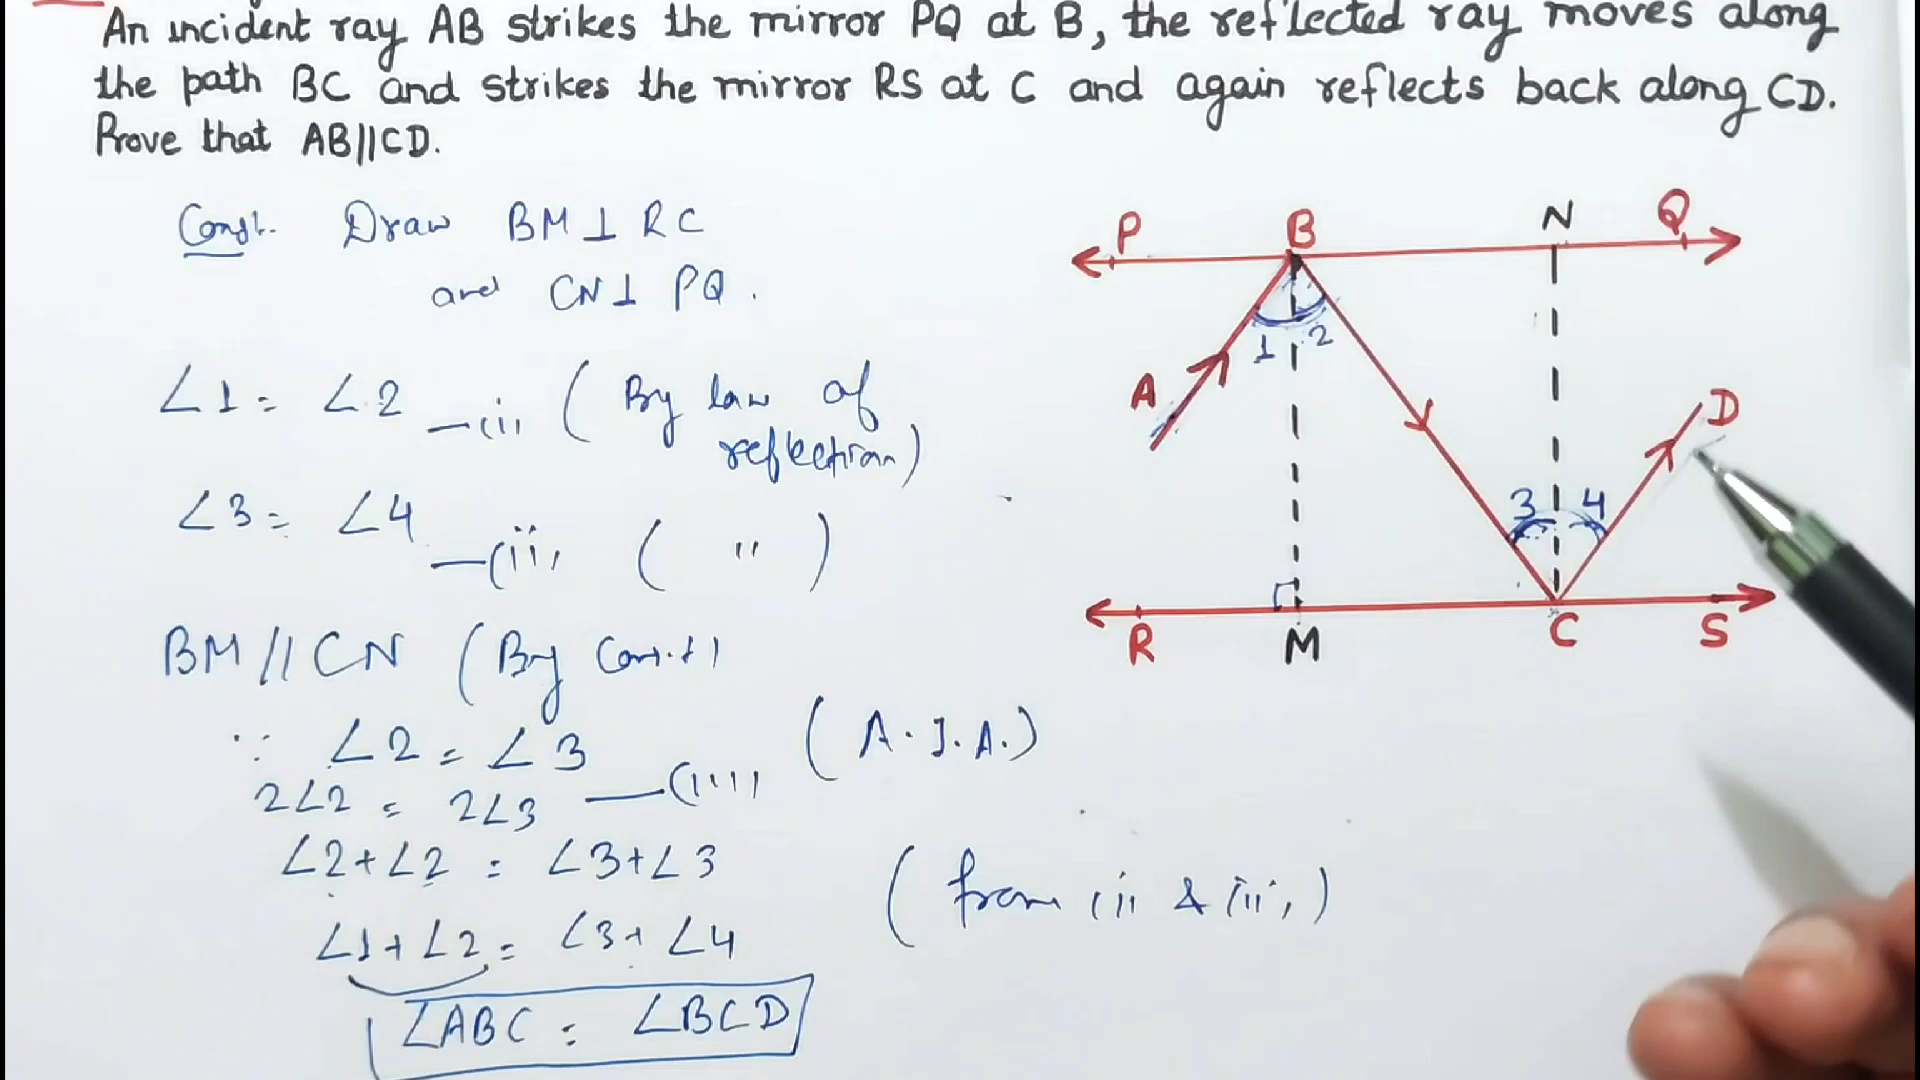 An incident ray AB strikes the mirror PQ at B, the reflected ray moves along
the path BC and strikes the mirror RS at C and again reflects back along CD.
Prove that AB||CD.
Const. Draw BM ⊥ RC
and CN ⊥ PQ.
∠1 = ∠2 —(i) (By law of
reflection)
∠3 = ∠4 —(ii) ( " )
BM // CN (By Const)
∵ ∠2 = ∠3 (A.I.A.)
2∠2 = 2∠3 —(iii)
∠2+∠2 = ∠3+∠3
∠1+∠2 = ∠3+∠4 (from (i) & (ii))
∠ABC = ∠BCD
P B N Q
1 2
A D
3 4
R M C S